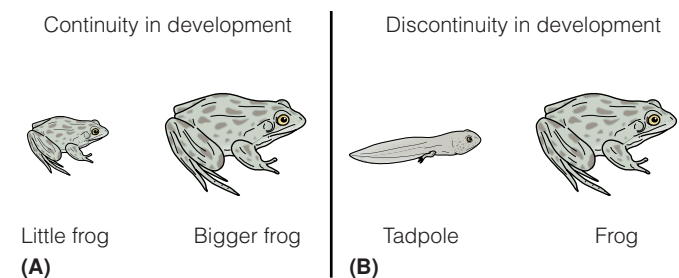 Continuity in development
Little frog
Bigger frog
(A)
Discontinuity in development
Tadpole
Frog
(B)